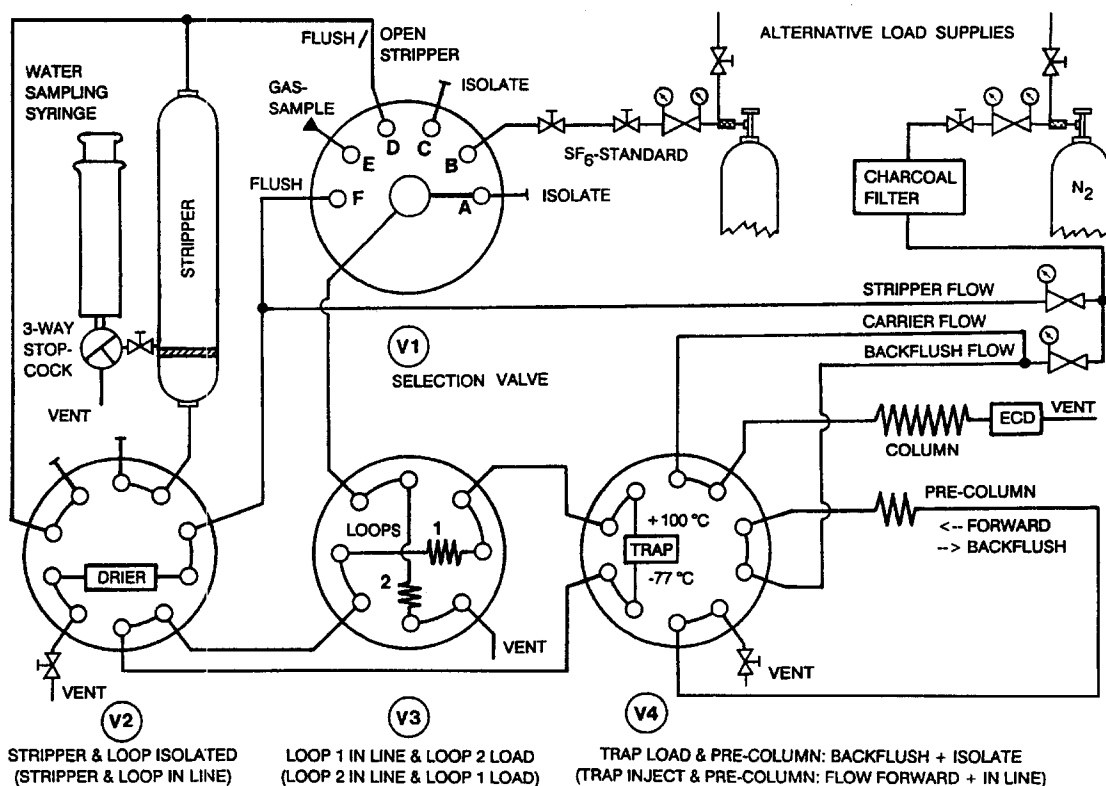 ALTERNATIVE LOAD SUPPLIES
FLUSH / OPEN
STRIPPER
WATER
SAMPLING
SYRINGE
GAS-
SAMPLE
ISOLATE
D
C
E
B
SF6-STANDARD
FLUSH
F
A
ISOLATE
CHARCOAL
FILTER
N2
STRIPPER
3-WAY
STOP-
COCK
VENT
STRIPPER FLOW
CARRIER FLOW
BACKFLUSH FLOW
V1
SELECTION VALVE
COLUMN
ECD
VENT
LOOPS
1
2
DRIER
+100 °C
TRAP
-77 °C
PRE-COLUMN
<-- FORWARD
--> BACKFLUSH
VENT
VENT
VENT
V2
V3
V4
STRIPPER & LOOP ISOLATED
(STRIPPER & LOOP IN LINE)
LOOP 1 IN LINE & LOOP 2 LOAD
(LOOP 2 IN LINE & LOOP 1 LOAD)
TRAP LOAD & PRE-COLUMN: BACKFLUSH + ISOLATE
(TRAP INJECT & PRE-COLUMN: FLOW FORWARD + IN LINE)